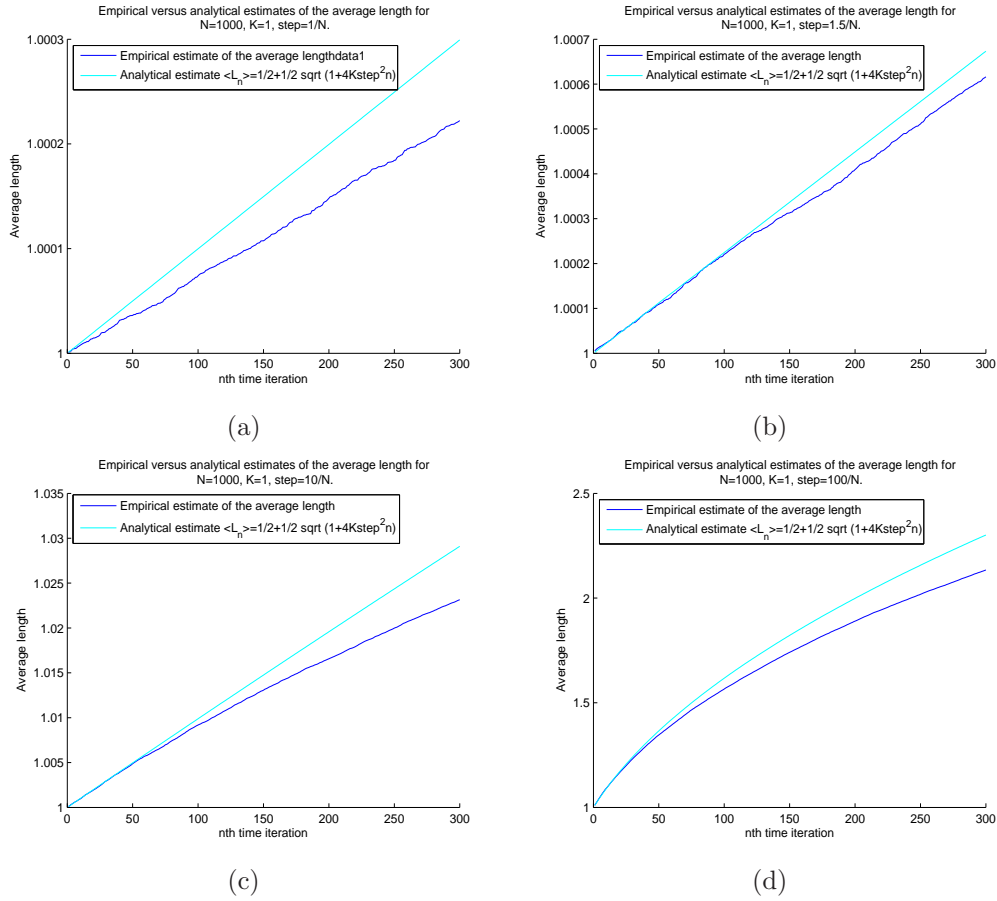 Empirical versus analytical estimates of the average length for
N=1000, K=1, step=1/N.
1.0003
1.0002
1.0001
1
Average length
Empirical estimate of the average lengthdata1
Analytical estimate <L_n>=1/2+1/2 sqrt (1+4Kstep^2n)
0 50 100 150 200 250 300
nth time iteration
(a)
Empirical versus analytical estimates of the average length for
N=1000, K=1, step=1.5/N.
1.0007
1.0006
1.0005
1.0004
1.0003
1.0002
1.0001
1
Average length
Empirical estimate of the average length
Analytical estimate <L_n>=1/2+1/2 sqrt (1+4Kstep^2n)
0 50 100 150 200 250 300
nth time iteration
(b)
Empirical versus analytical estimates of the average length for
N=1000, K=1, step=10/N.
1.035
1.03
1.025
1.02
1.015
1.01
1.005
1
Average length
Empirical estimate of the average length
Analytical estimate <L_n>=1/2+1/2 sqrt (1+4Kstep^2n)
0 50 100 150 200 250 300
nth time iteration
(c)
Empirical versus analytical estimates of the average length for
N=1000, K=1, step=100/N.
2.5
2
1.5
1
Average length
Empirical estimate of the average length
Analytical estimate <L_n>=1/2+1/2 sqrt (1+4Kstep^2n)
0 50 100 150 200 250 300
nth time iteration
(d)